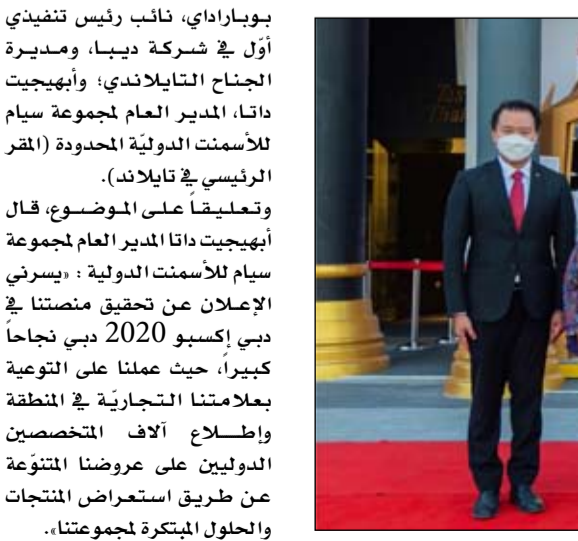 بوباراداي، نائب رئيس تنفيذي
أوّل في شركة ديبا، ومديرة
الجناح التايلاندي؛ وأبهيجيت
داتا، المدير العام لمجموعة سيام
للأسمنت الدوليّة المحدودة (المقر
الرئيسي في تايلاند).
وتعليقاً على الموضوع، قال
أبهيجيت داتا المدير العام لمجموعة
سيام للأسمنت الدولية : «يسرني
الإعلان عن تحقيق منصتنا في
دبي إكسبو 2020 دبي نجاحاً
كبيراً، حيث عملنا على التوعية
بعلامتنا التجاريّة في المنطقة
وإطلاع آلاف المتخصصين
الدوليين على عروضنا المتنوّعة
عن طريق استعراض المنتجات
والحلول المبتكرة لمجموعتنا».